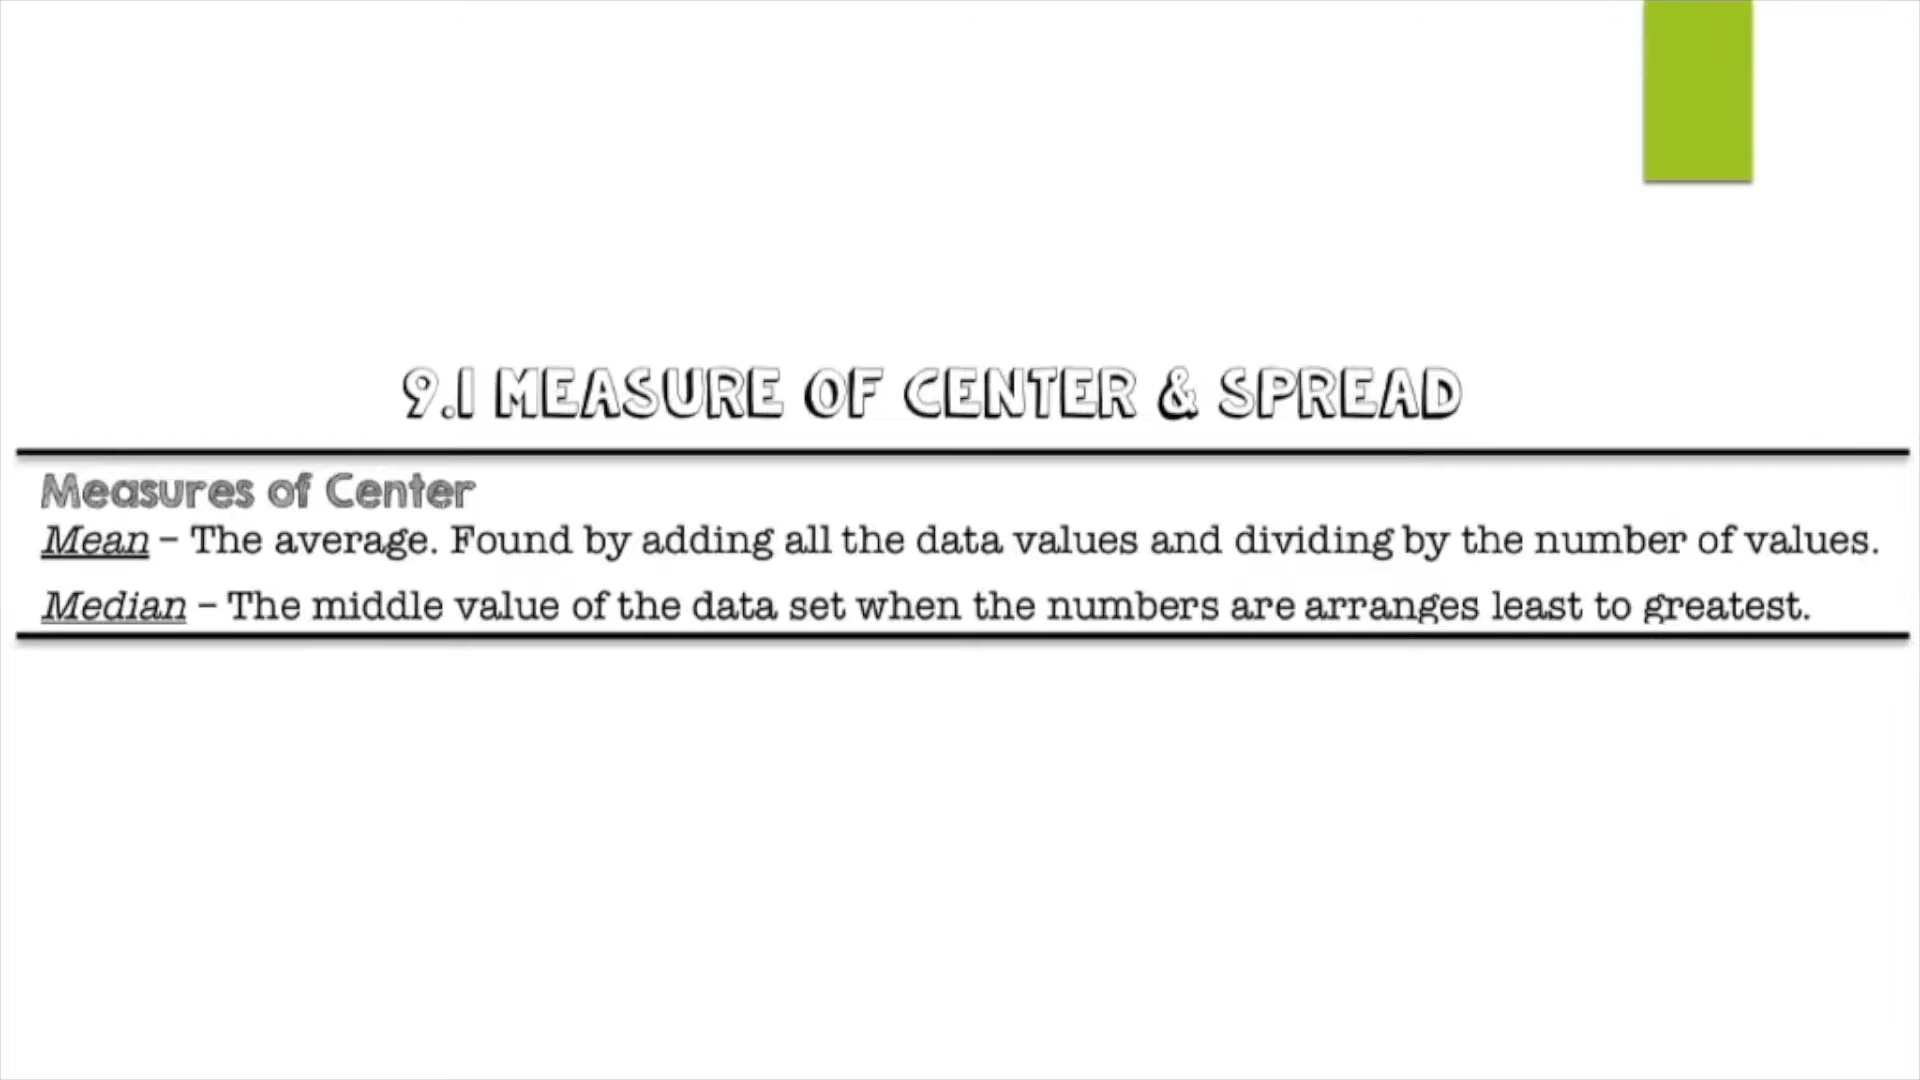 9.1 MEASURE OF CENTER & SPREAD
Measures of Center
Mean – The average. Found by adding all the data values and dividing by the number of values.
Median – The middle value of the data set when the numbers are arranges least to greatest.